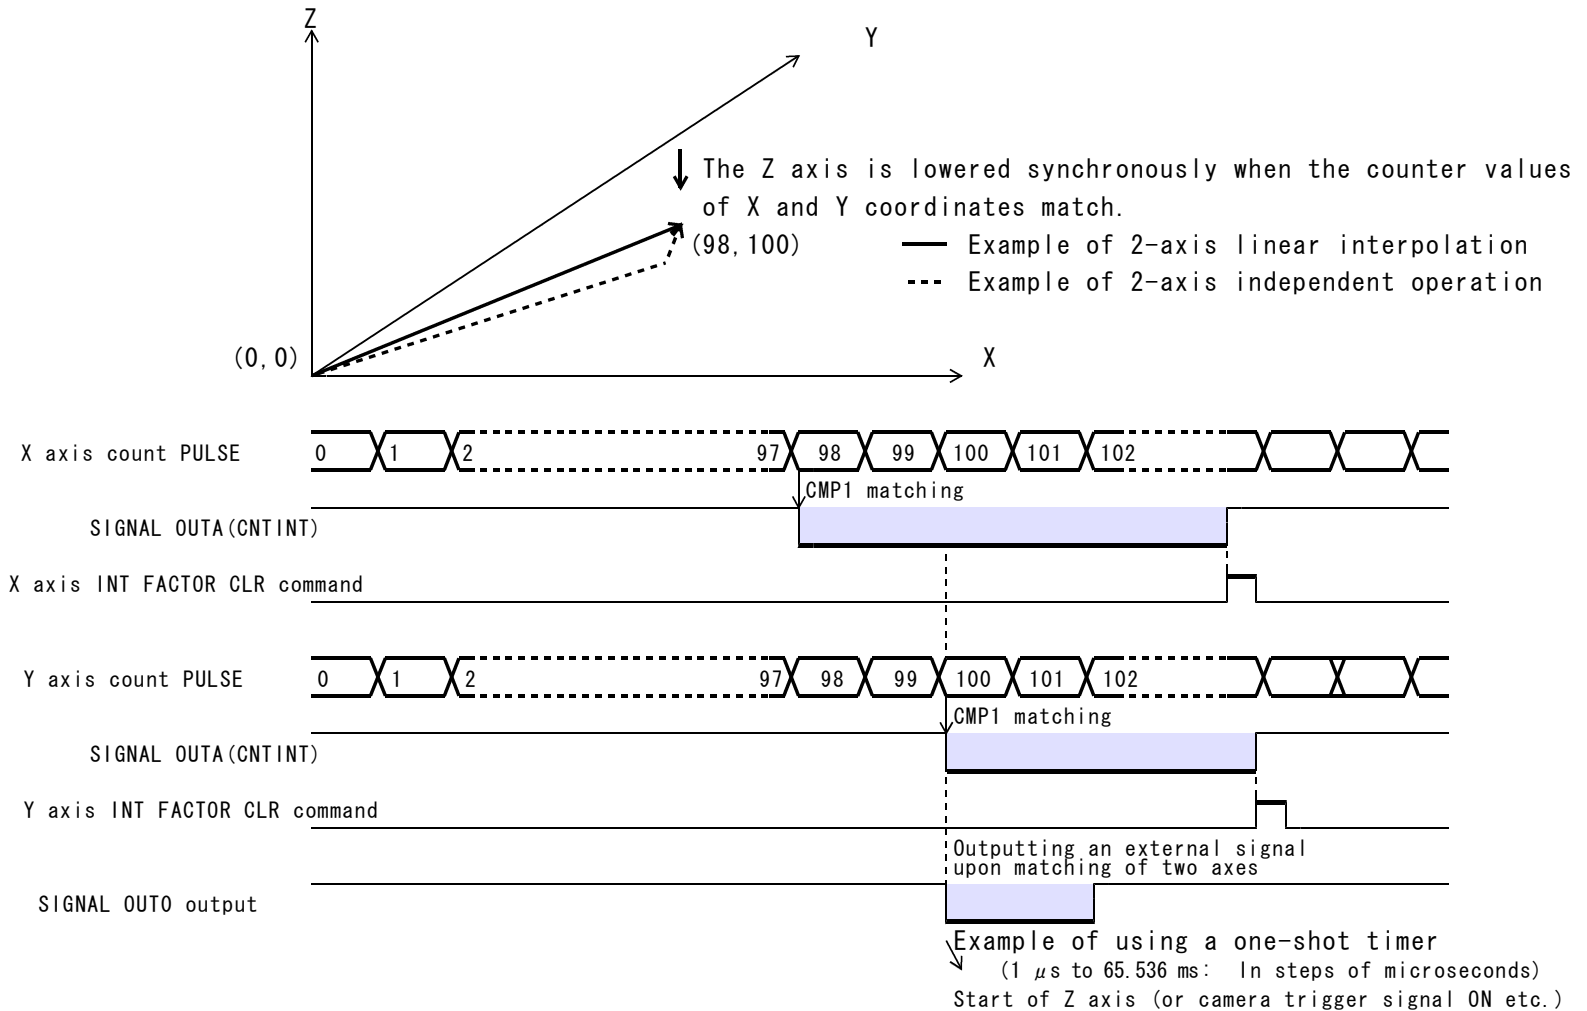 Z
Y
The Z axis is lowered synchronously when the counter values
of X and Y coordinates match.
(98,100)
Example of 2-axis linear interpolation
Example of 2-axis independent operation
(0,0)
X
X axis count PULSE 0 1 2 97 98 99 100 101 102
CMP1 matching
SIGNAL OUTA(CNTINT)
X axis INT FACTOR CLR command
Y axis count PULSE 0 1 2 97 98 99 100 101 102
CMP1 matching
SIGNAL OUTA(CNTINT)
Y axis INT FACTOR CLR command
Outputting an external signal
upon matching of two axes
SIGNAL OUT0 output
Example of using a one-shot timer
(1 μs to 65.536 ms: In steps of microseconds)
Start of Z axis (or camera trigger signal ON etc.)